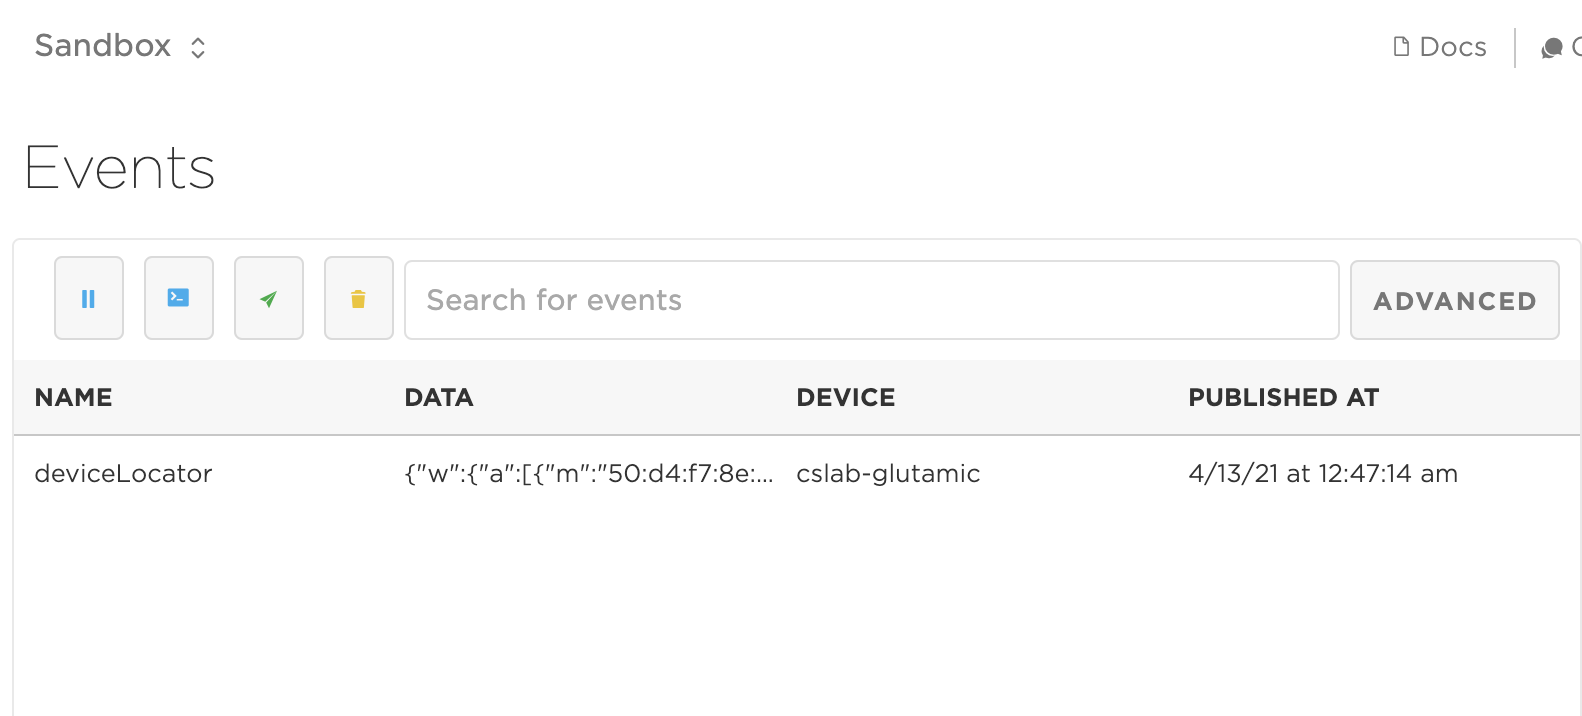 Sandbox
Docs
Events
Search for events
ADVANCED
NAME DATA DEVICE PUBLISHED AT
deviceLocator {"w":{"a":[{"m":"50:d4:f7:8e:... cslab-glutamic 4/13/21 at 12:47:14 am